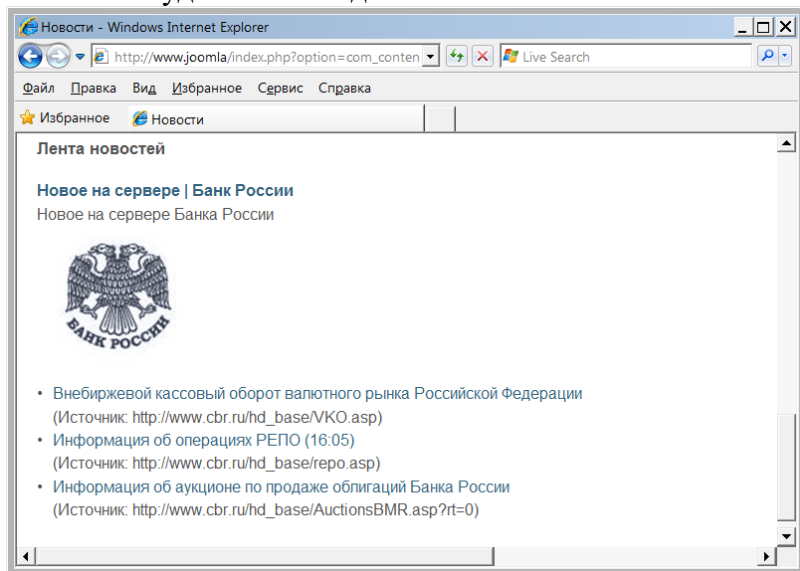 Новости - Windows Internet Explorer
http://www.joomla/index.php?option=com_conten
Live Search
Файл Правка Вид Избранное Сервис Справка
Избранное Новости
Лента новостей
Новое на сервере | Банк России
Новое на сервере Банка России
БАНК РОССИИ
• Внебиржевой кассовый оборот валютного рынка Российской Федерации
(Источник: http://www.cbr.ru/hd_base/VKO.asp)
• Информация об операциях РЕПО (16:05)
(Источник: http://www.cbr.ru/hd_base/repo.asp)
• Информация об аукционе по продаже облигаций Банка России
(Источник: http://www.cbr.ru/hd_base/AuctionsBMR.asp?rt=0)